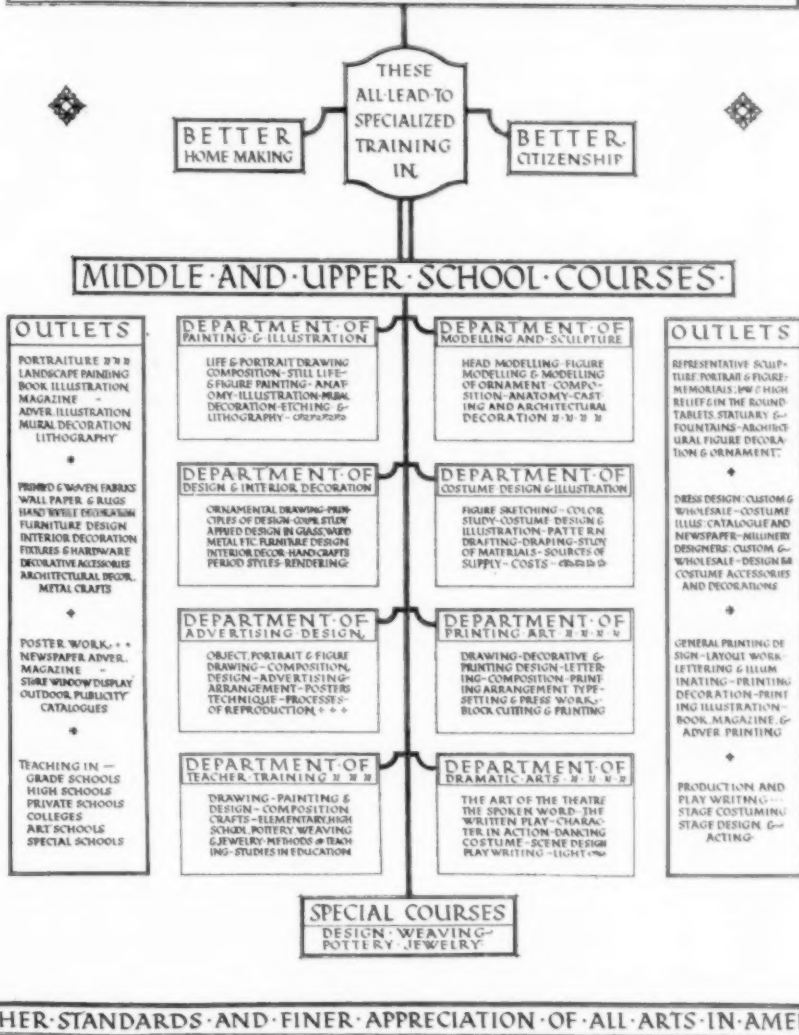 THESE
ALL·LEAD·TO
SPECIALIZED
TRAINING
IN
BETTER
HOME MAKING
BETTER
CITIZENSHIP
MIDDLE·AND·UPPER·SCHOOL·COURSES·
OUTLETS
PORTRAITURE
LANDSCAPE PAINTING
BOOK ILLUSTRATION
MAGAZINE "
ADVER. ILLUSTRATION
MURAL DECORATION
LITHOGRAPHY
PRINTED & WOVEN FABRICS
WALL PAPER & RUGS
HAND TEXTILE DECORATION
FURNITURE DESIGN
INTERIOR DECORATION
FIXTURES & HARDWARE
DECORATIVE ACCESSORIES
ARCHITECTURAL DECOR.
METAL CRAFTS
POSTER WORK
NEWSPAPER ADVER.
MAGAZINE "
STORE WINDOW DISPLAY
OUTDOOR PUBLICITY
CATALOGUES
TEACHING IN —
GRADE SCHOOLS
HIGH SCHOOLS
PRIVATE SCHOOLS
COLLEGES
ART SCHOOLS
SPECIAL SCHOOLS
DEPARTMENT·OF
PAINTING·&·ILLUSTRATION
LIFE & PORTRAIT DRAWING
COMPOSITION–STILL LIFE–
& FIGURE PAINTING–ANAT
OMY–ILLUSTRATION–MURAL
DECORATION–ETCHING &
LITHOGRAPHY–
DEPARTMENT·OF
MODELLING AND SCULPTURE
HEAD MODELLING–FIGURE
MODELLING & MODELLING
OF ORNAMENT–COMPO–
SITION–ANATOMY–CAST
ING AND ARCHITECTURAL
DECORATION
DEPARTMENT·OF
DESIGN & INTERIOR DECORATION
ORNAMENTAL DRAWING–PRIN
CIPLES OF DESIGN–COLOR STUDY
APPLIED DESIGN IN GLASS, WOOD
METAL ETC. FURNITURE DESIGN
INTERIOR DECOR–HANDCRAFTS
PERIOD STYLES–RENDERING–
DEPARTMENT·OF
COSTUME DESIGN & ILLUSTRATION
FIGURE SKETCHING–COLOR
STUDY–COSTUME DESIGN &
ILLUSTRATION–PATTERN
DRAFTING–DRAPING–STUDY
OF MATERIALS–SOURCES OF
SUPPLY–COSTS–
DEPARTMENT·OF
ADVERTISING·DESIGN
OBJECT, PORTRAIT & FIGURE
DRAWING–COMPOSITION,
DESIGN–ADVERTISING–
ARRANGEMENT–POSTERS
TECHNIQUE–PROCESSES–
OF REPRODUCTION
DEPARTMENT·OF
PRINTING·ART
DRAWING–DECORATIVE &
PRINTING DESIGN–LETTER
ING–COMPOSITION–PRINT
ING ARRANGEMENT TYPE–
SETTING & PRESS WORK–
BLOCK CUTTING & PRINTING
DEPARTMENT·OF
TEACHER·TRAINING
DRAWING–PAINTING &
DESIGN–COMPOSITION
CRAFTS–ELEMENTARY, HIGH
SCHOOL, POTTERY WEAVING
& JEWELRY–METHODS OF TEACH
ING–STUDIES IN EDUCATION
DEPARTMENT·OF
DRAMATIC·ARTS
THE ART OF THE THEATRE
THE SPOKEN WORD–THE
WRITTEN PLAY–CHARAC–
TER IN ACTION–DANCING
COSTUME–SCENE DESIGN
PLAY WRITING–LIGHT
OUTLETS
REPRESENTATIVE SCULP–
TURE: PORTRAIT & FIGURE:
MEMORIALS: LOW & HIGH
RELIEF & IN THE ROUND
TABLETS, STATUARY &
FOUNTAINS–ARCHITECT
URAL FIGURE DECORA–
TION & ORNAMENT.
DRESS DESIGN: CUSTOM &
WHOLESALE–COSTUME
ILLUS: CATALOGUE AND
NEWSPAPER–MILLINERY
DESIGNERS: CUSTOM &
WHOLESALE–DESIGN for
COSTUME ACCESSORIES
AND DECORATIONS
GENERAL PRINTING DE
SIGN–LAYOUT WORK–
LETTERING & ILLUM
INATING–PRINTING
DECORATION–PRINT
ING ILLUSTRATION–
BOOK, MAGAZINE, &
ADVER PRINTING
PRODUCTION AND
PLAY WRITING
STAGE COSTUMING
STAGE DESIGN, &
ACTING
SPECIAL COURSES
DESIGN·WEAVING
POTTERY·JEWELRY
HER·STANDARDS·AND·FINER·APPRECIATION·OF·ALL·ARTS·IN·AME